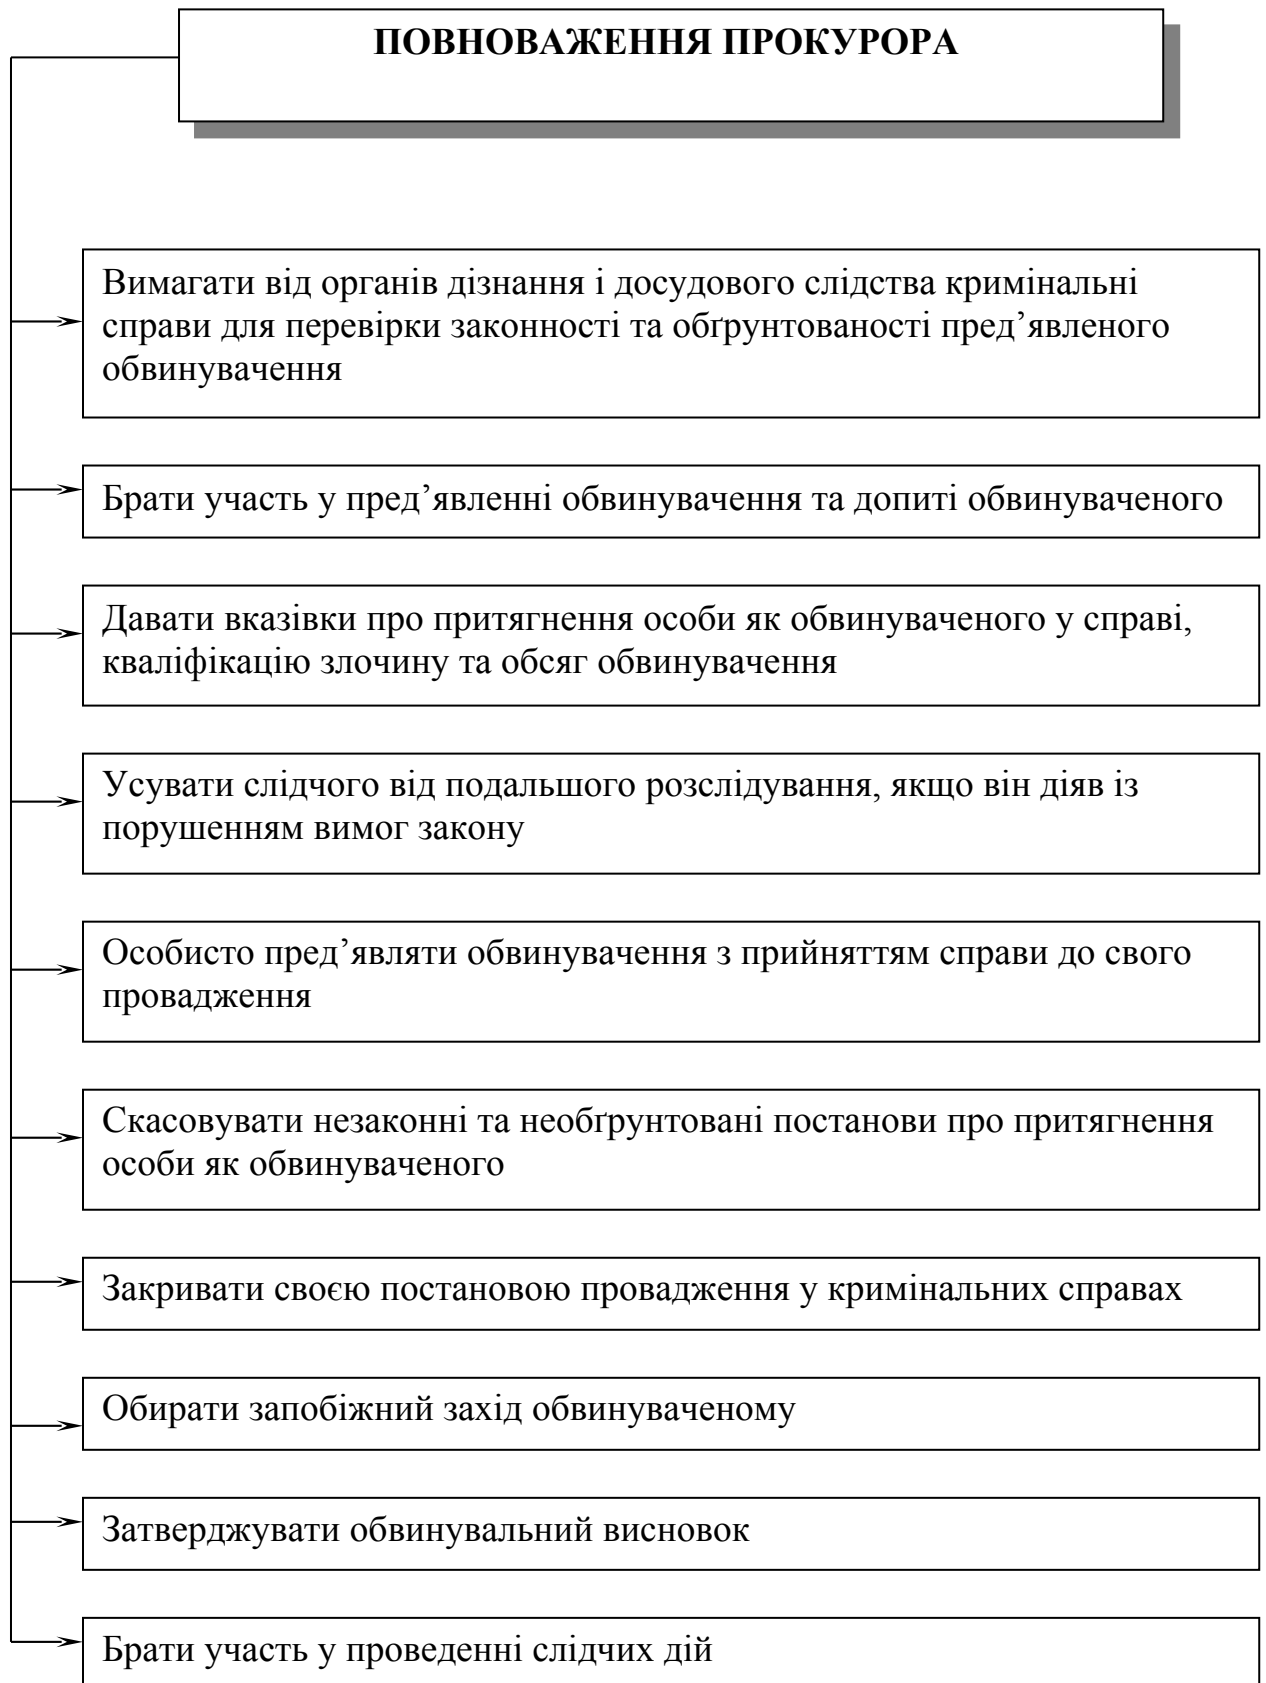 ПОВНОВАЖЕННЯ ПРОКУРОРА
Вимагати від органів дізнання і досудового слідства кримінальні
справи для перевірки законності та обґрунтованості пред’явленого
обвинувачення
Брати участь у пред’явленні обвинувачення та допиті обвинуваченого
Давати вказівки про притягнення особи як обвинуваченого у справі,
кваліфікацію злочину та обсяг обвинувачення
Усувати слідчого від подальшого розслідування, якщо він діяв із
порушенням вимог закону
Особисто пред’являти обвинувачення з прийняттям справи до свого
провадження
Скасовувати незаконні та необґрунтовані постанови про притягнення
особи як обвинуваченого
Закривати своєю постановою провадження у кримінальних справах
Обирати запобіжний захід обвинуваченому
Затверджувати обвинувальний висновок
Брати участь у проведенні слідчих дій